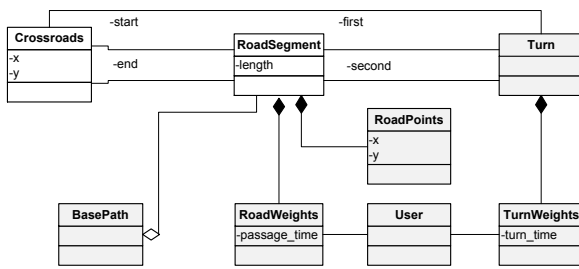 -start
-first
Crossroads
RoadSegment
Turn
-x
-y
-end
-length
-second
RoadPoints
-x
-y
BasePath
RoadWeights
User
TurnWeights
-passage_time
-turn_time